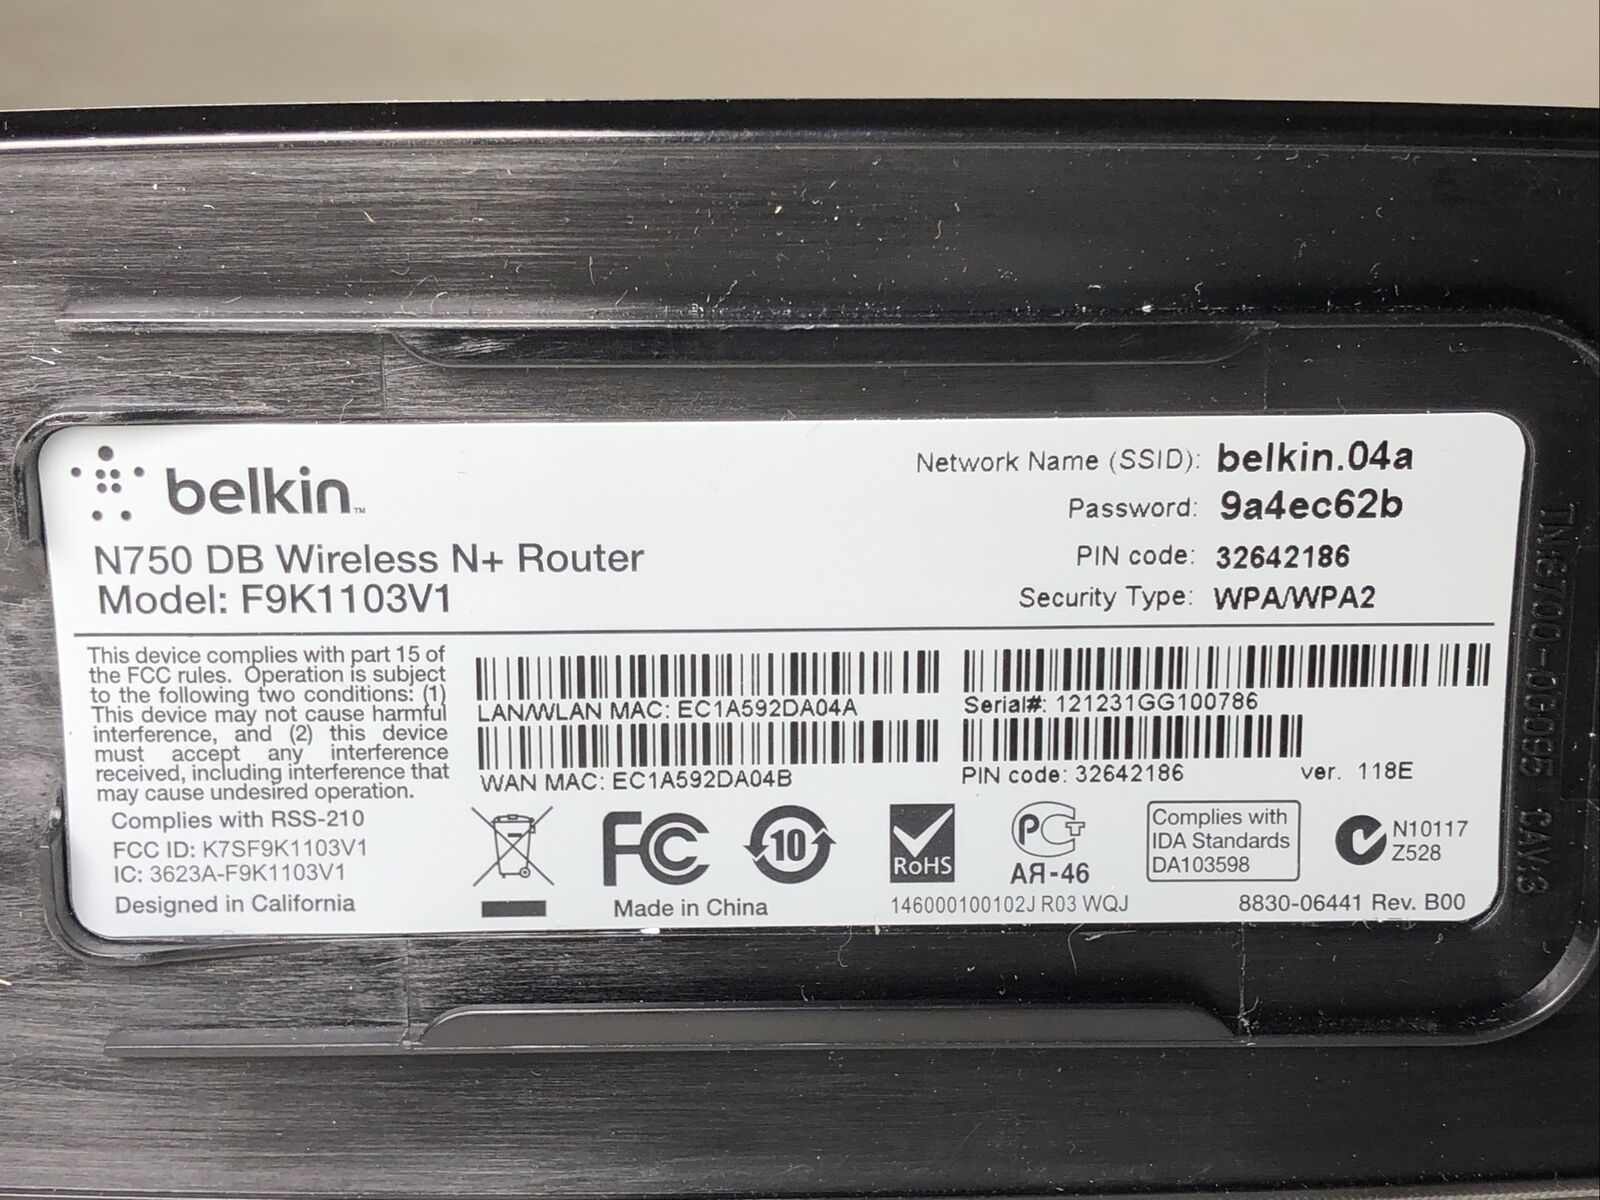 belkin™
N750 DB Wireless N+ Router
Model: F9K1103V1
Network Name (SSID): belkin.04a
Password: 9a4ec62b
PIN code: 32642186
Security Type: WPA/WPA2
This device complies with part 15 of
the FCC rules. Operation is subject
to the following two conditions: (1)
This device may not cause harmful
interference, and (2) this device
must accept any interference
received, including interference that
may cause undesired operation.
Complies with RSS-210
FCC ID: K7SF9K1103V1
IC: 3623A-F9K1103V1
Designed in California
LAN/WLAN MAC: EC1A592DA04A
WAN MAC: EC1A592DA04B
Serial#: 121231GG100786
PIN code: 32642186 ver. 118E
FC
10
Made in China
RoHS
РСТ
АЯ-46
146000100102J R03 WQJ
Complies with
IDA Standards
DA103598
N10117
Z528
8830-06441 Rev. B00